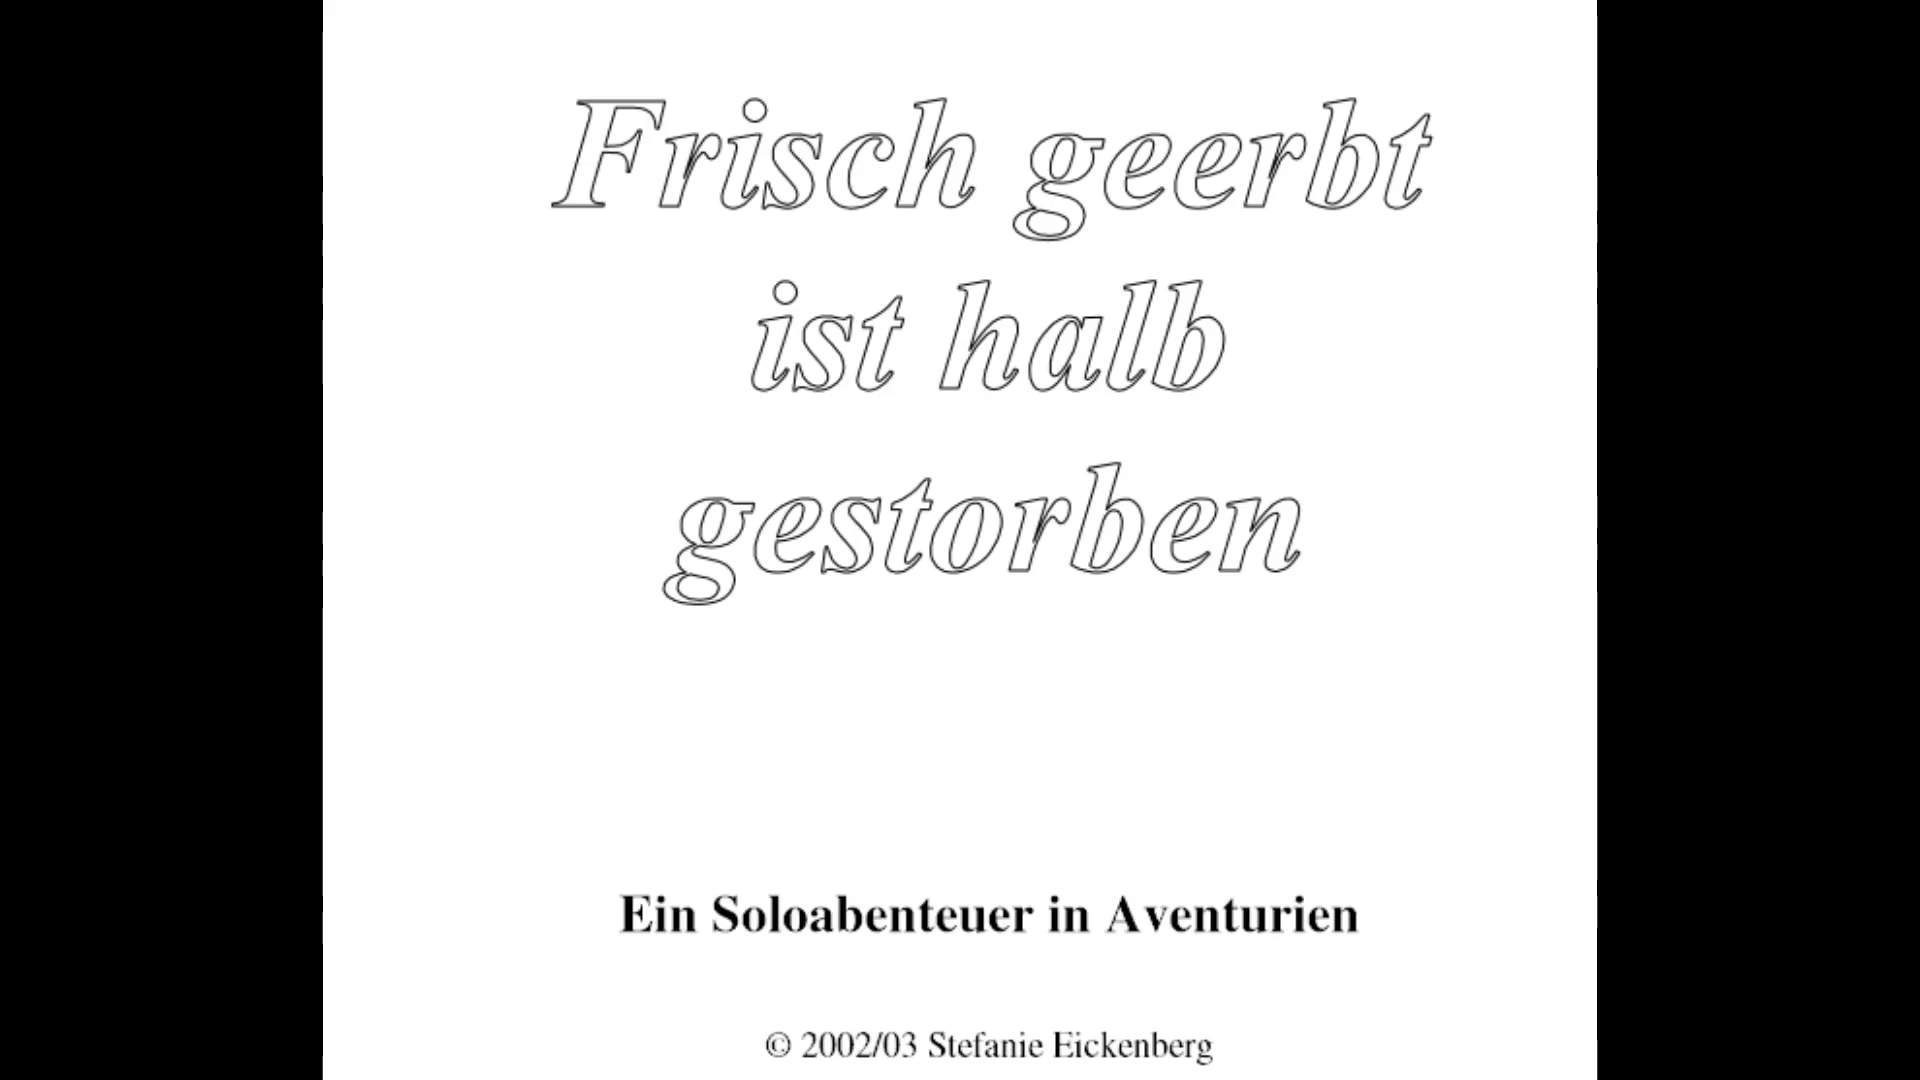 Frisch geerbt
ist halb
gestorben
Ein Soloabenteuer in Aventurien
© 2002/03 Stefanie Eickenberg